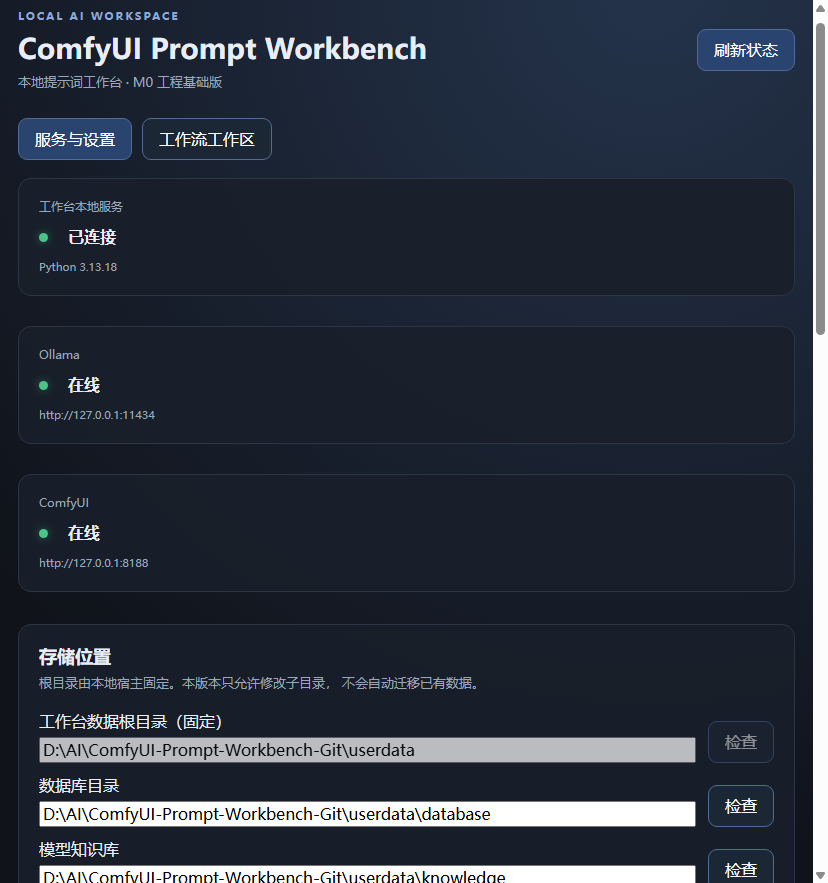 LOCAL AI WORKSPACE
ComfyUI Prompt Workbench
刷新状态
本地提示词工作台 · M0 工程基础版
服务与设置
工作流工作区
工作台本地服务
已连接
Python 3.13.18
Ollama
在线
http://127.0.0.1:11434
ComfyUI
在线
http://127.0.0.1:8188
存储位置
根目录由本地宿主固定。本版本只允许修改子目录， 不会自动迁移已有数据。
工作台数据根目录（固定）
D:\AI\ComfyUI-Prompt-Workbench-Git\userdata
检查
数据库目录
D:\AI\ComfyUI-Prompt-Workbench-Git\userdata\database
检查
模型知识库
D:\AI\ComfyUI-Prompt-Workbench-Git\userdata\knowledge
检查